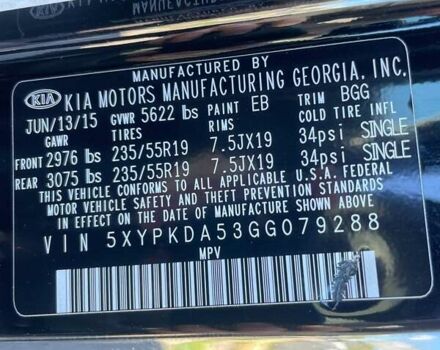 MANUFACTURED BY
KIA KIA MOTORS MANUFACTURING GEORGIA, INC.
JUN/13/15 GVWR 5622 lbs PAINT EB TRIM BGG
GAWR TIRES RIMS COLD TIRE INFL
FRONT 2976 lbs 235/55R19 7.5JX19 34psi SINGLE
REAR 3075 lbs 235/55R19 7.5JX19 34psi SINGLE
THIS VEHICLE CONFORMS TO ALL APPLICABLE U.S.A. FEDERAL
MOTOR VEHICLE SAFETY AND THEFT PREVENTION STANDARDS
IN EFFECT ON THE DATE OF MANUFACTURE SHOWN ABOVE.
VIN 5XYPKDA53GG079288
MPV